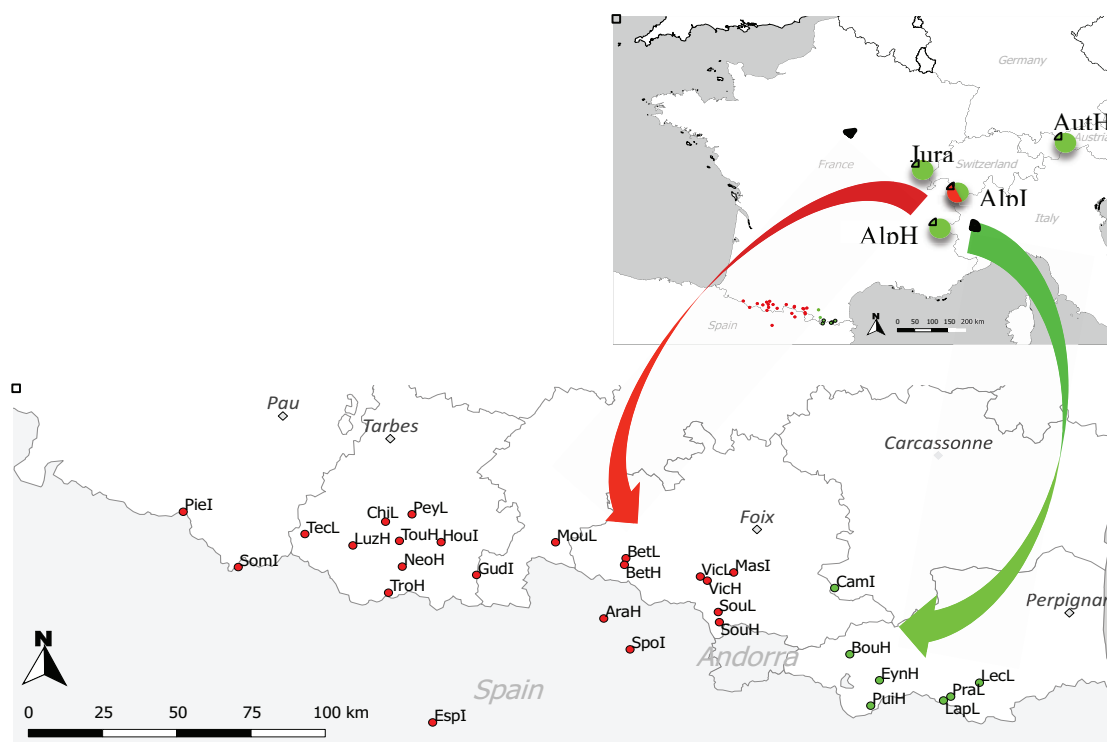 Germany
AutH
Austria
Jura
France
Switzerland
AlpI
Italy
AlpH
Spain
N
0 50 100 150 200 km
Pau
Tarbes
Carcassonne
PieI
ChiL
PeyL
TecL
LuzH
TouH
HouI
MouL
Foix
SomI
NeoH
GudI
BetL
BetH
VicL
MasI
VicH
CamI
TroH
AraH
SouL
SouH
Perpignan
SpoI
Andorra
BouH
N
EynH
LecL
Spain
PraL
PuiH
LapL
EspI
0 25 50 75 100 km